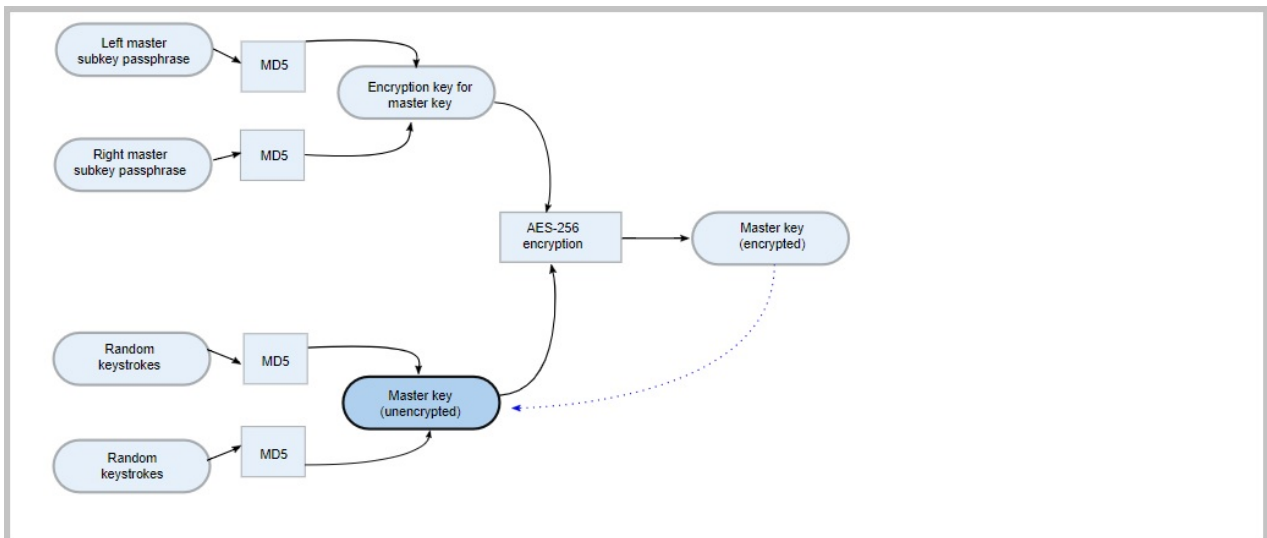 Left master
subkey passphrase
MD5
Encryption key for
master key
Right master
subkey passphrase
MD5
AES-256
encryption
Master key
(encrypted)
Random
keystrokes
MD5
Master key
(unencrypted)
Random
keystrokes
MD5